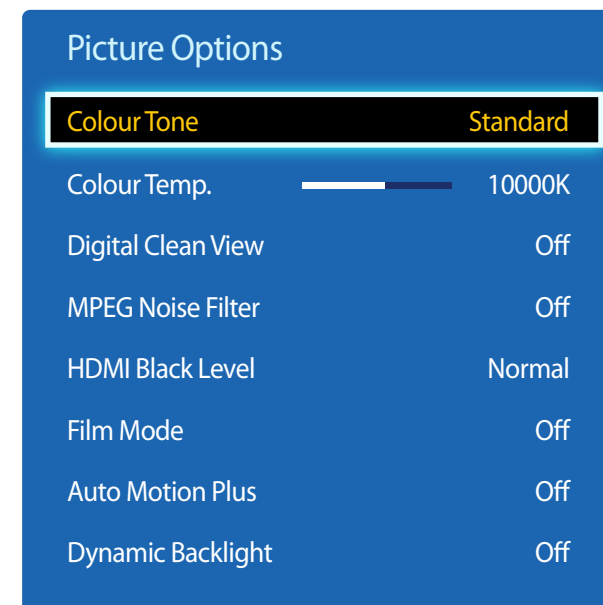 Picture Options
Colour Tone Standard
Colour Temp. 10000K
Digital Clean View Off
MPEG Noise Filter Off
HDMI Black Level Normal
Film Mode Off
Auto Motion Plus Off
Dynamic Backlight Off